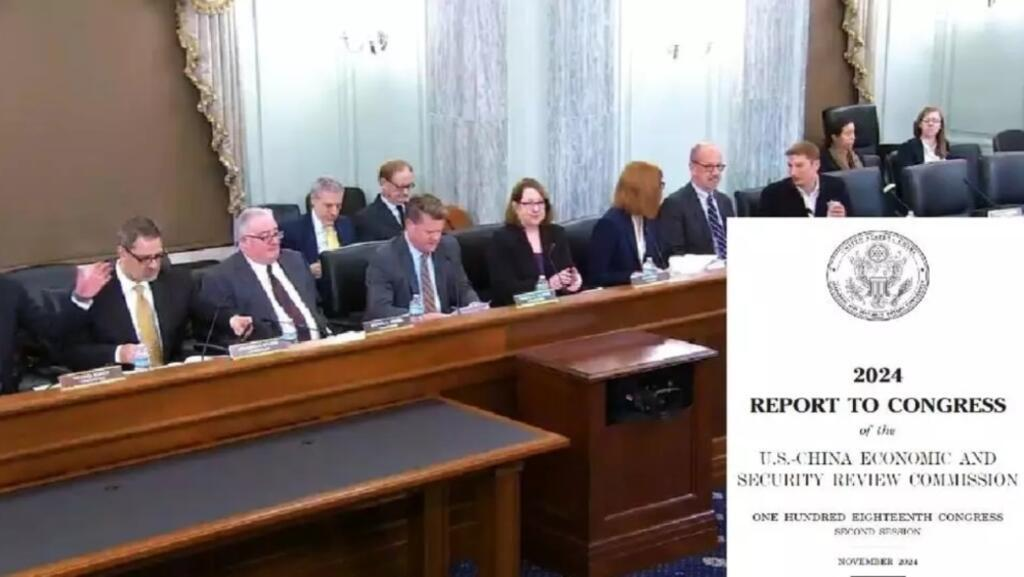 2024
REPORT TO CONGRESS
of the
U.S.-CHINA ECONOMIC AND
SECURITY REVIEW COMMISSION
ONE HUNDRED EIGHTEENTH CONGRESS
SECOND SESSION
NOVEMBER 2024